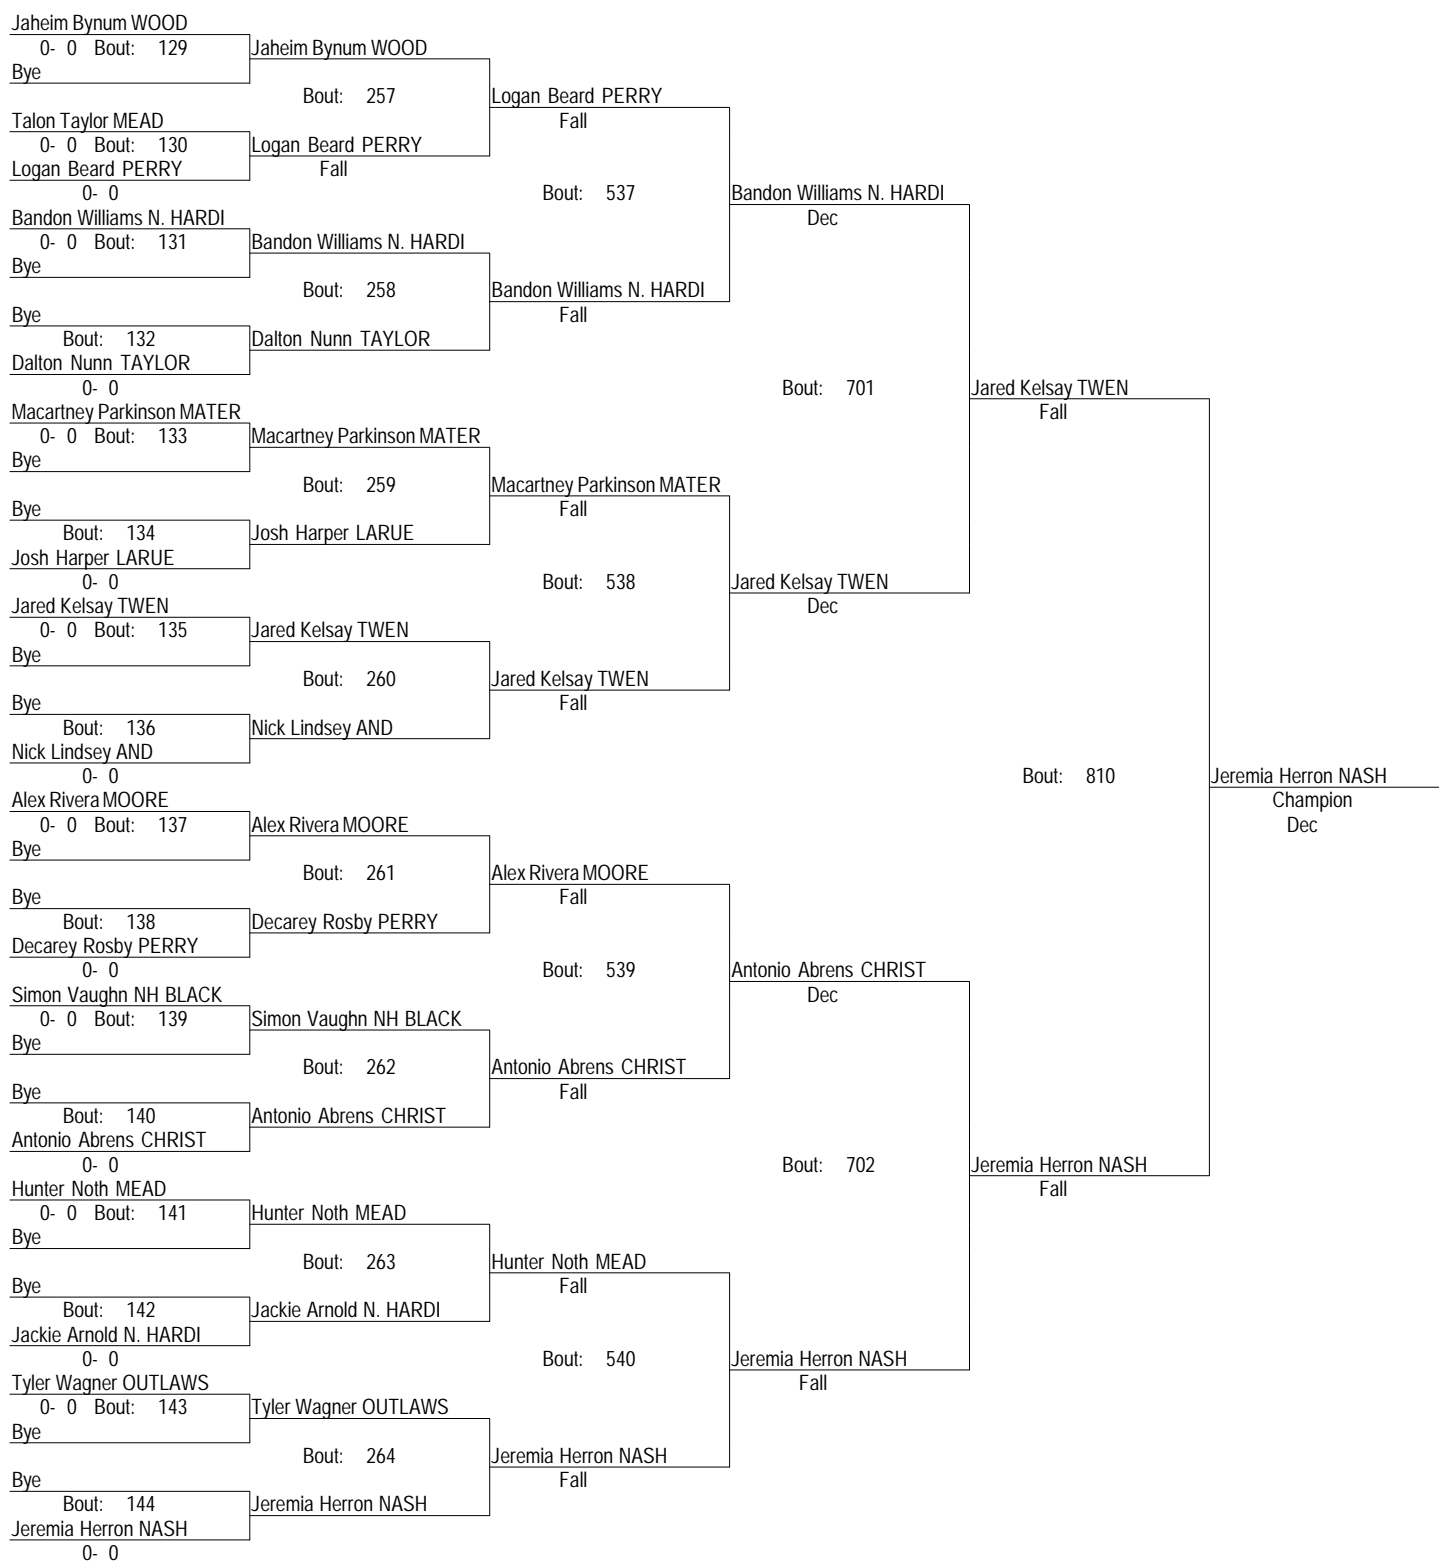 Jaheim Bynum WOOD
0- 0 Bout: 129 Jaheim Bynum WOOD
Bye
Bout: 257 Logan Beard PERRY
Talon Taylor MEAD Fall
0- 0 Bout: 130 Logan Beard PERRY
Logan Beard PERRY Fall
0- 0 Bout: 537 Bandon Williams N. HARDI
Bandon Williams N. HARDI Dec
0- 0 Bout: 131 Bandon Williams N. HARDI
Bye
Bout: 258 Bandon Williams N. HARDI
Bye Fall
Bout: 132 Dalton Nunn TAYLOR
Dalton Nunn TAYLOR
0- 0 Bout: 701 Jared Kelsay TWEN
Macartney Parkinson MATER Fall
0- 0 Bout: 133 Macartney Parkinson MATER
Bye
Bout: 259 Macartney Parkinson MATER
Bye Fall
Bout: 134 Josh Harper LARUE
Josh Harper LARUE
0- 0 Bout: 538 Jared Kelsay TWEN
Jared Kelsay TWEN Dec
0- 0 Bout: 135 Jared Kelsay TWEN
Bye
Bout: 260 Jared Kelsay TWEN
Bye Fall
Bout: 136 Nick Lindsey AND
Nick Lindsey AND
0- 0 Bout: 810 Jeremia Herron NASH
Alex Rivera MOORE Champion
0- 0 Bout: 137 Alex Rivera MOORE Dec
Bye
Bout: 261 Alex Rivera MOORE
Bye Fall
Bout: 138 Decarey Rosby PERRY
Decarey Rosby PERRY
0- 0 Bout: 539 Antonio Abrens CHRIST
Simon Vaughn NH BLACK Dec
0- 0 Bout: 139 Simon Vaughn NH BLACK
Bye
Bout: 262 Antonio Abrens CHRIST
Bye Fall
Bout: 140 Antonio Abrens CHRIST
Antonio Abrens CHRIST
0- 0 Bout: 702 Jeremia Herron NASH
Hunter Noth MEAD Fall
0- 0 Bout: 141 Hunter Noth MEAD
Bye
Bout: 263 Hunter Noth MEAD
Bye Fall
Bout: 142 Jackie Arnold N. HARDI
Jackie Arnold N. HARDI
0- 0 Bout: 540 Jeremia Herron NASH
Tyler Wagner OUTLAWS Fall
0- 0 Bout: 143 Tyler Wagner OUTLAWS
Bye
Bout: 264 Jeremia Herron NASH
Bye Fall
Bout: 144 Jeremia Herron NASH
Jeremia Herron NASH
0- 0